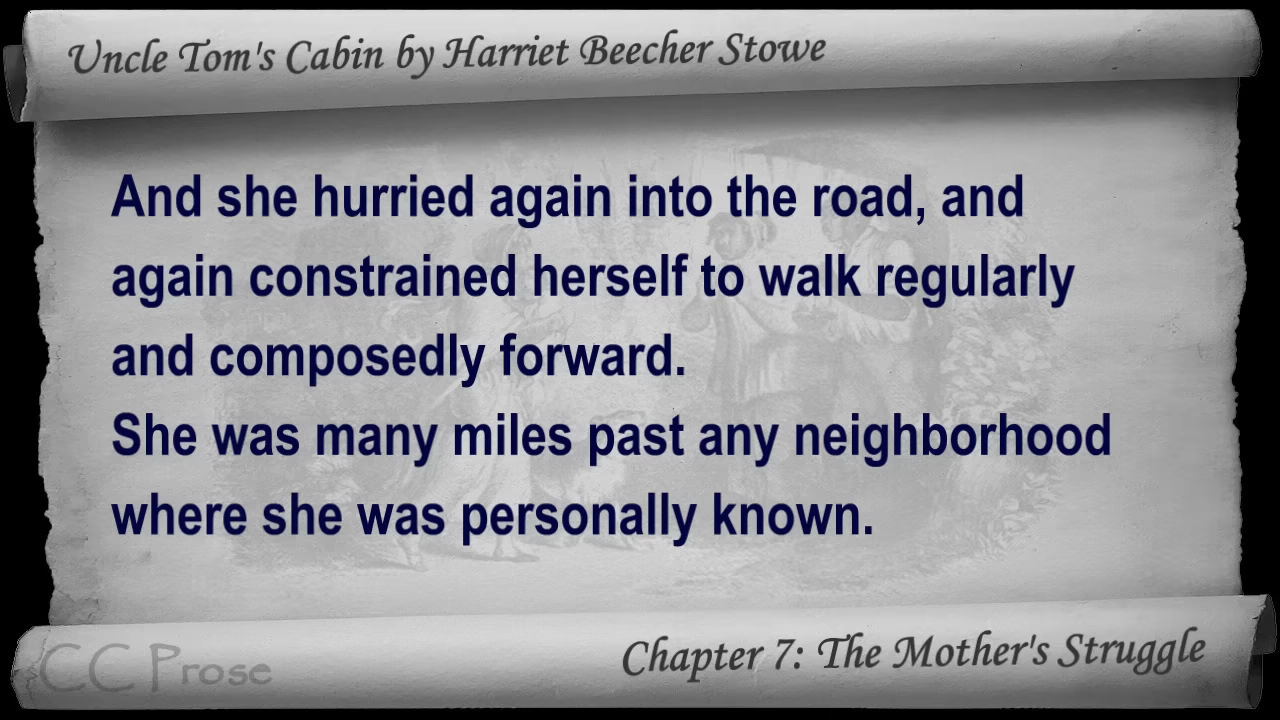 Uncle Tom's Cabin by Harriet Beecher Stowe
And she hurried again into the road, and
again constrained herself to walk regularly
and composedly forward.
She was many miles past any neighborhood
where she was personally known.
Chapter 7: The Mother's Struggle
CC Prose